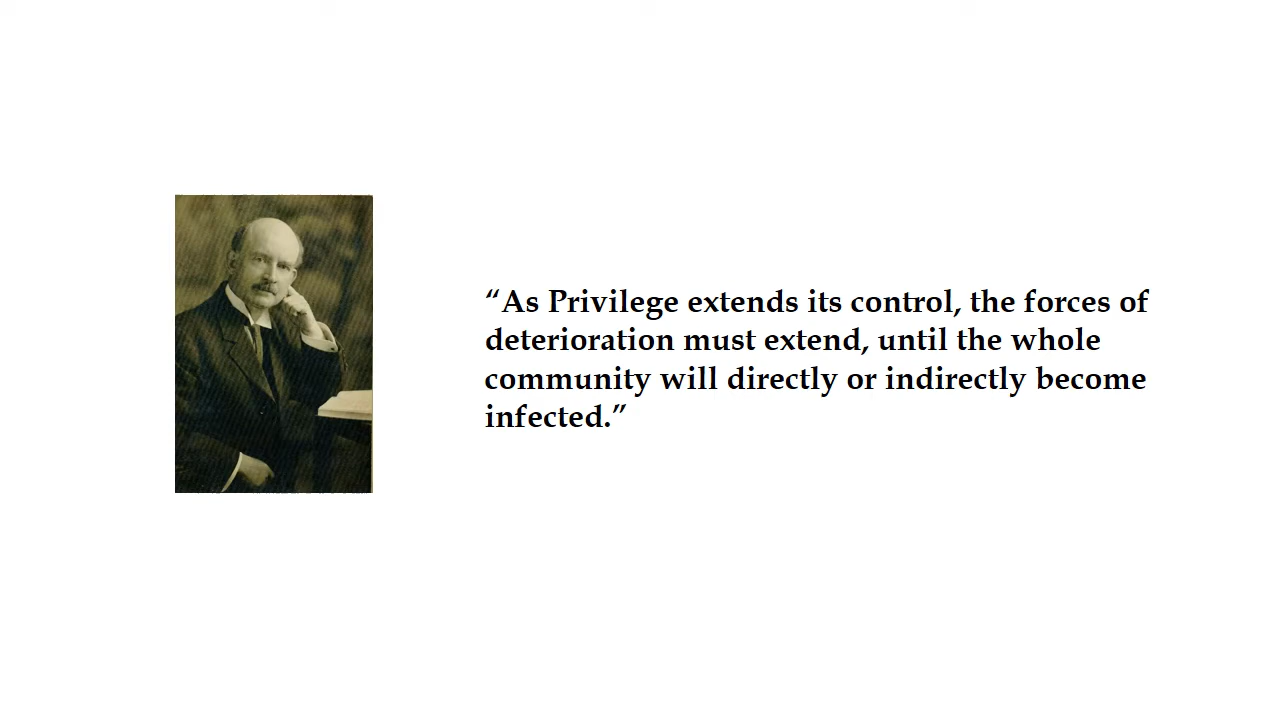 “As Privilege extends its control, the forces of
deterioration must extend, until the whole
community will directly or indirectly become
infected.”